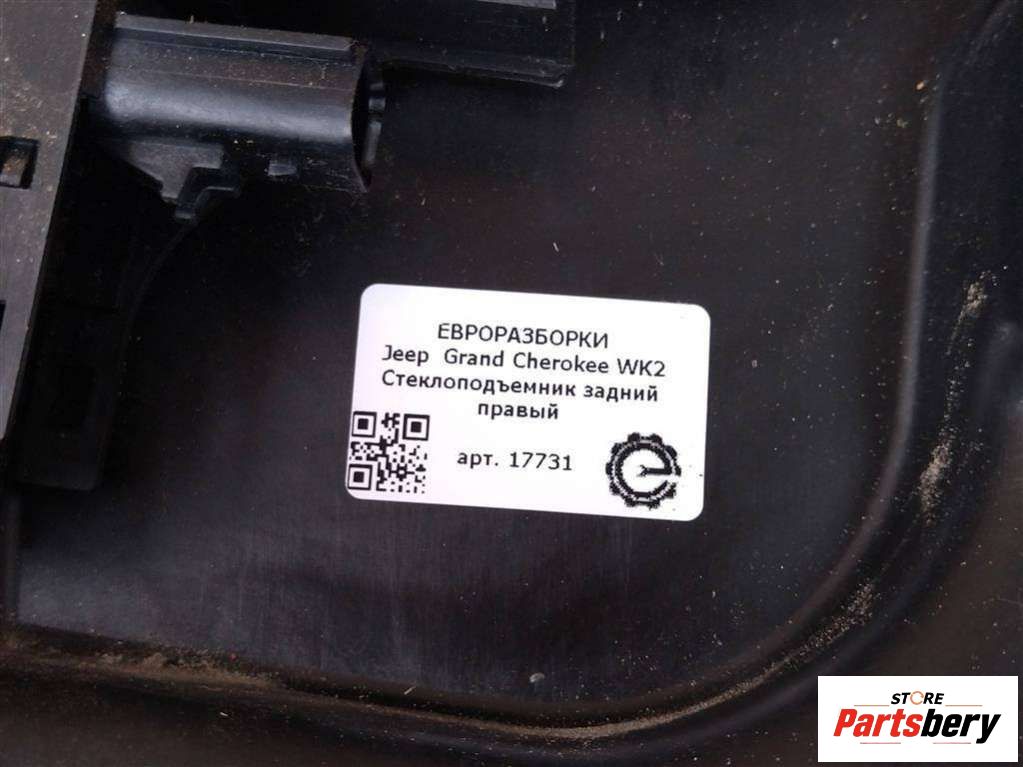 ЕВРОРАЗБОРКИ
Jeep Grand Cherokee WK2
Стеклоподъемник задний
правый
арт. 17731
STORE
Partsbery